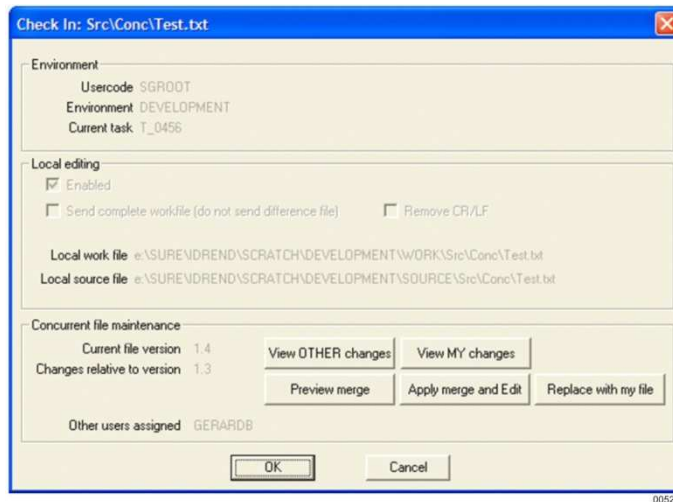 Check In: Src\Conc\Test.txt
Environment
Usercode SGROOT
Environment DEVELOPMENT
Current task T_0456
Local editing
Enabled
Send complete workfile (do not send difference file) Remove CR/LF
Local work file e:\SURE\IDREND\SCRATCH\DEVELOPMENT\WORK\Src\Conc\Test.txt
Local source file e:\SURE\IDREND\SCRATCH\DEVELOPMENT\SOURCE\Src\Conc\Test.txt
Concurrent file maintenance
Current file version 1.4 View OTHER changes View MY changes
Changes relative to version 1.3
Preview merge Apply merge and Edit Replace with my file
Other users assigned GERARDB
OK Cancel
0052